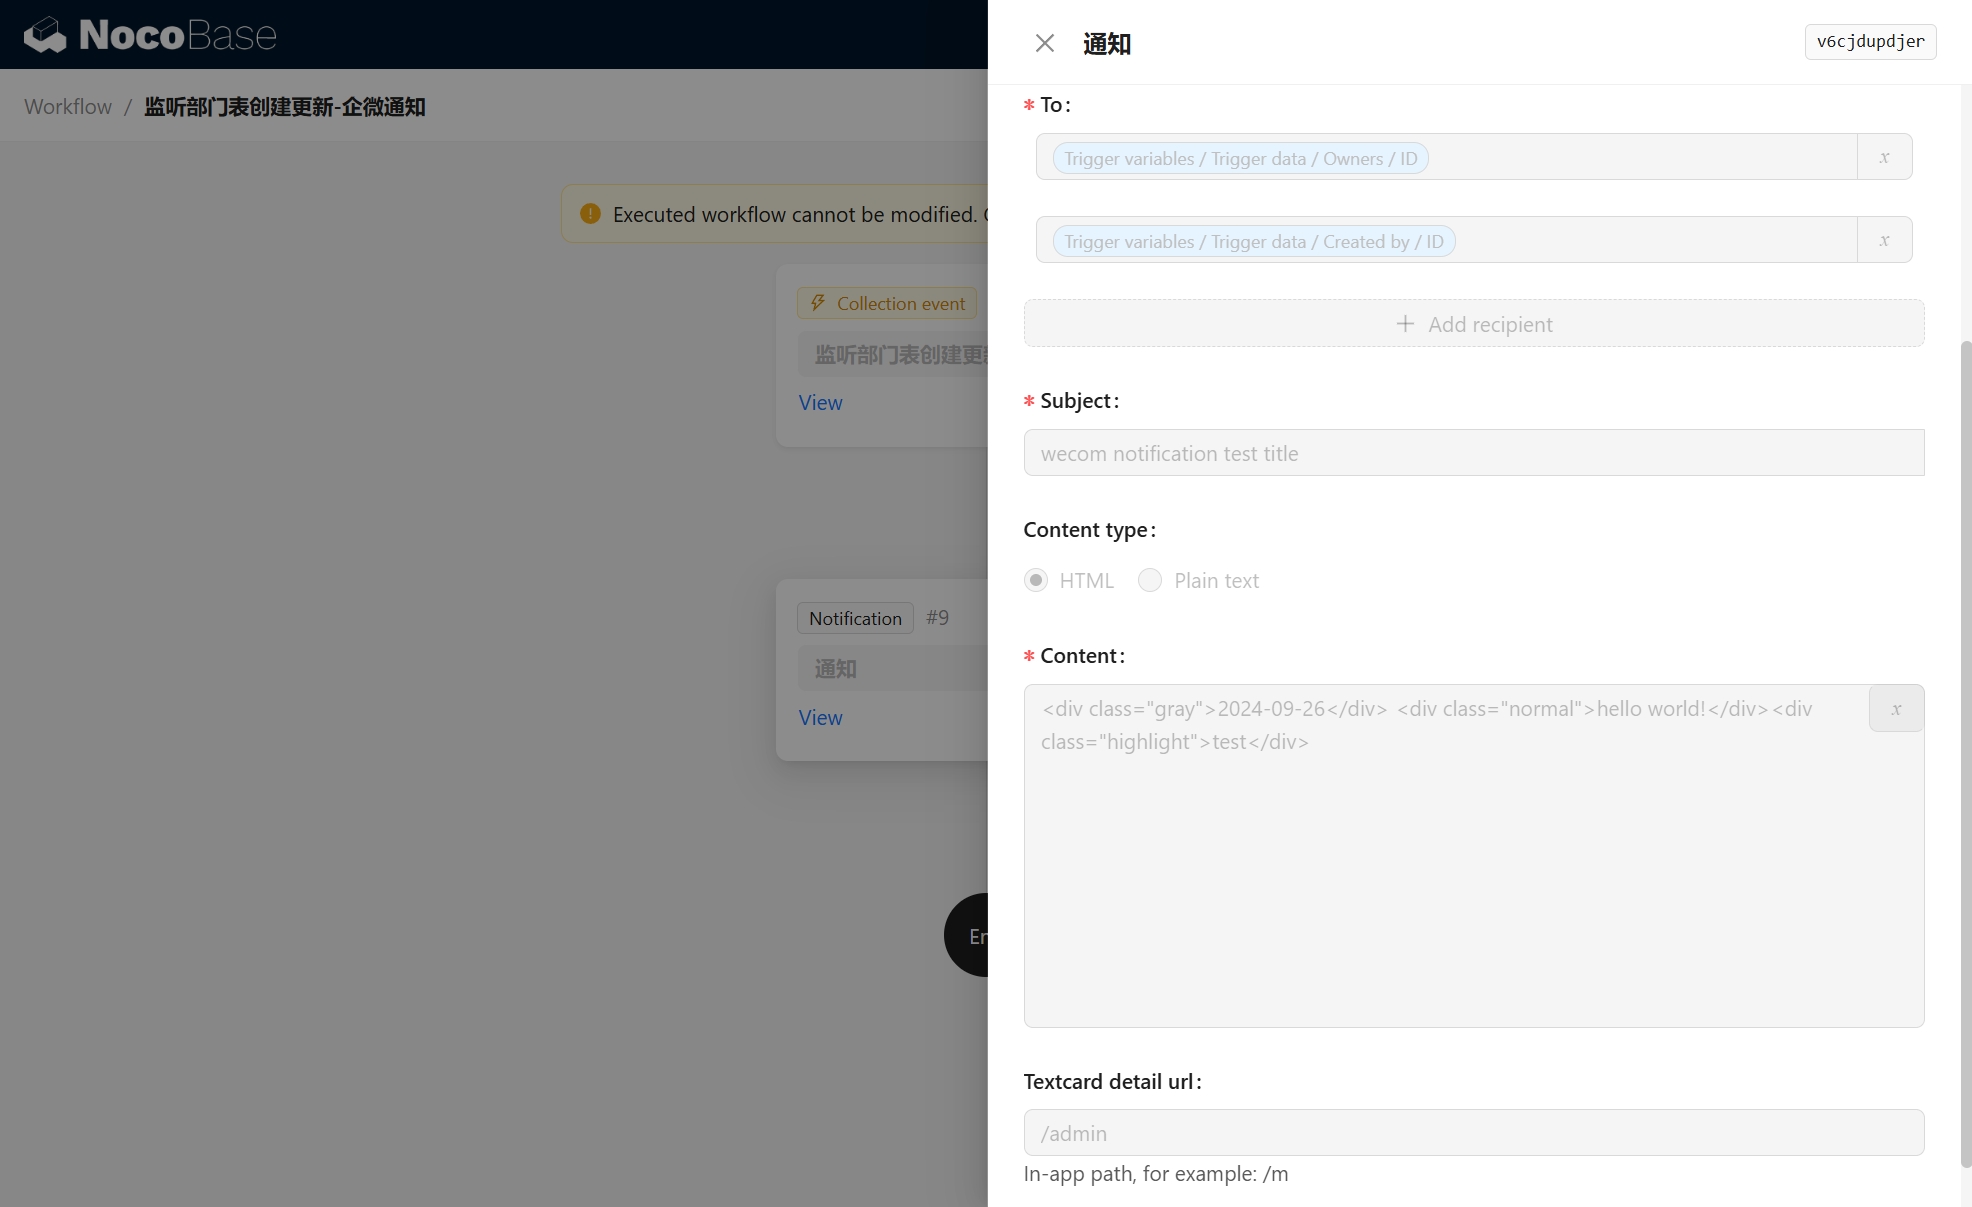 NocoBase
Workflow / 监听部门表创建更新-企微通知
Executed workflow cannot be modified.
Collection event
监听部门表创建更
View
Notification #9
通知
View
通知
v6cjdupdjer
* To:
Trigger variables / Trigger data / Owners / ID
x
Trigger variables / Trigger data / Created by / ID
x
+ Add recipient
* Subject:
wecom notification test title
Content type:
HTML Plain text
* Content:
<div class="gray">2024-09-26</div> <div class="normal">hello world!</div><div
class="highlight">test</div>
x
Textcard detail url:
/admin
In-app path, for example: /m